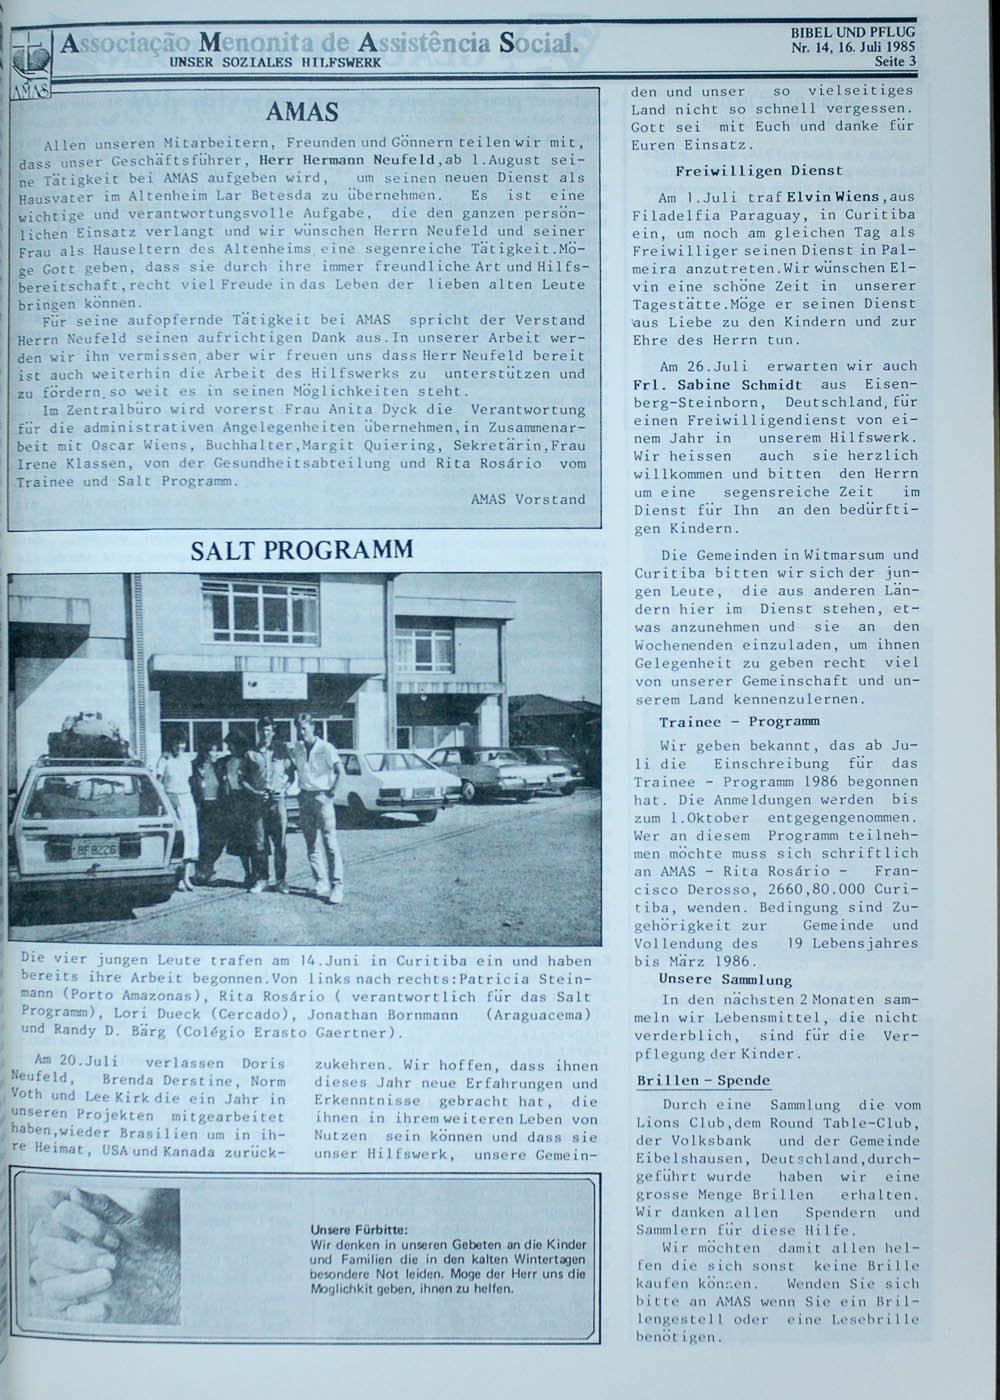 Associação Menonita de Assistência Social.
UNSER SOZIALES HILFSWERK
AMAS
BIBEL UND PFLUG
Nr. 14, 16. Juli 1985
Seite 3
AMAS
Allen unseren Mitarbeitern, Freunden und Gönnern teilen wir mit,
dass unser Geschäftsführer, Herr Hermann Neufeld,ab 1.August sei-
ne Tätigkeit bei AMAS aufgeben wird, um seinen neuen Dienst als
Hausvater im Altenheim Lar Betesda zu übernehmen. Es ist eine
wichtige und verantwortungsvolle Aufgabe, die den ganzen persön-
lichen Einsatz verlangt und wir wünschen Herrn Neufeld und seiner
Frau als Hauseltern des Altenheims eine segenreiche Tätigkeit.Mö-
ge Gott geben, dass sie durch ihre immer freundliche Art und Hilfs-
bereitschaft,recht viel Freude in das Leben der lieben alten Leute
bringen können.
Für seine aufopfernde Tätigkeit bei AMAS spricht der Verstand
Herrn Neufeld seinen aufrichtigen Dank aus.In unserer Arbeit wer-
den wir ihn vermissen,aber wir freuen uns dass Herr Neufeld bereit
ist auch weiterhin die Arbeit des Hilfswerks zu unterstützen und
zu fördern,so weit es in seinen Möglichkeiten steht.
Im Zentralbüro wird vorerst Frau Anita Dyck die Verantwortung
für die administrativen Angelegenheiten übernehmen,in Zusammenar-
beit mit Oscar Wiens, Buchhalter,Margit Quiering, Sekretärin,Frau
Irene Klassen, von der Gesundheitsabteilung und Rita Rosário vom
Trainee und Salt Programm.
AMAS Vorstand
SALT PROGRAMM
BF 8226
Die vier jungen Leute trafen am 14.Juni in Curitiba ein und haben
bereits ihre Arbeit begonnen.Von links nach rechts:Patricia Stein-
mann (Porto Amazonas), Rita Rosário ( verantwortlich für das Salt
Programm), Lori Dueck (Cercado), Jonathan Bornmann (Araguacema)
und Randy D. Bärg (Colégio Erasto Gaertner).
Am 20.Juli verlassen Doris
Neufeld, Brenda Derstine, Norm
Voth und Lee Kirk die ein Jahr in
unseren Projekten mitgearbeitet
haben,wieder Brasilien um in ih-
re Heimat, USA und Kanada zurück-
zukehren. Wir hoffen, dass ihnen
dieses Jahr neue Erfahrungen und
Erkenntnisse gebracht hat, die
ihnen in ihrem weiteren Leben von
Nutzen sein können und dass sie
unser Hilfswerk, unsere Gemein-
den und unser so vielseitiges
Land nicht so schnell vergessen.
Gott sei mit Euch und danke für
Euren Einsatz.
Freiwilligen Dienst
Am 1.Juli traf Elvin Wiens,aus
Filadelfia Paraguay, in Curitiba
ein, um noch am gleichen Tag als
Freiwilliger seinen Dienst in Pal-
meira anzutreten.Wir wünschen El-
vin eine schöne Zeit in unserer
Tagestätte.Möge er seinen Dienst
aus Liebe zu den Kindern und zur
Ehre des Herrn tun.
Am 26.Juli erwarten wir auch
Frl. Sabine Schmidt aus Eisen-
berg-Steinborn, Deutschland,für
einen Freiwilligendienst von ei-
nem Jahr in unserem Hilfswerk.
Wir heissen auch sie herzlich
willkommen und bitten den Herrn
um eine segensreiche Zeit im
Dienst für Ihn an den bedürfti-
gen Kindern.
Die Gemeinden in Witmarsum und
Curitiba bitten wir sich der jun-
gen Leute, die aus anderen Län-
dern hier im Dienst stehen, et-
was anzunehmen und sie an den
Wochenenden einzuladen, um ihnen
Gelegenheit zu geben recht viel
von unserer Gemeinschaft und un-
serem Land kennenzulernen.
Trainee - Programm
Wir geben bekannt, das ab Ju-
li die Einschreibung für das
Trainee - Programm 1986 begonnen
hat. Die Anmeldungen werden bis
zum 1.Oktober entgegengenommen.
Wer an diesem Programm teilneh-
men möchte muss sich schriftlich
an AMAS - Rita Rosário - Fran-
cisco Derosso, 2660,80.000 Curi-
tiba, wenden. Bedingung sind Zu-
gehörigkeit zur Gemeinde und
Vollendung des 19 Lebensjahres
bis März 1986.
Unsere Sammlung
In den nächsten 2 Monaten sam-
meln wir Lebensmittel, die nicht
verderblich, sind für die Ver-
pflegung der Kinder.
Brillen - Spende
Durch eine Sammlung die vom
Lions Club,dem Round Table-Club,
der Volksbank und der Gemeinde
Eibelshausen, Deutschland,durch-
geführt wurde haben wir eine
grosse Menge Brillen erhalten.
Wir danken allen Spendern und
Sammlern für diese Hilfe.
Wir möchten damit allen hel-
fen die sich sonst keine Brille
kaufen können. Wenden Sie sich
bitte an AMAS wenn Sie ein Bril-
lengestell oder eine Lesebrille
benötigen.
Unsere Fürbitte:
Wir denken in unseren Gebeten an die Kinder
und Familien die in den kalten Wintertagen
besondere Not leiden. Moge der Herr uns die
Moglichkit geben, ihnen zu helfen.